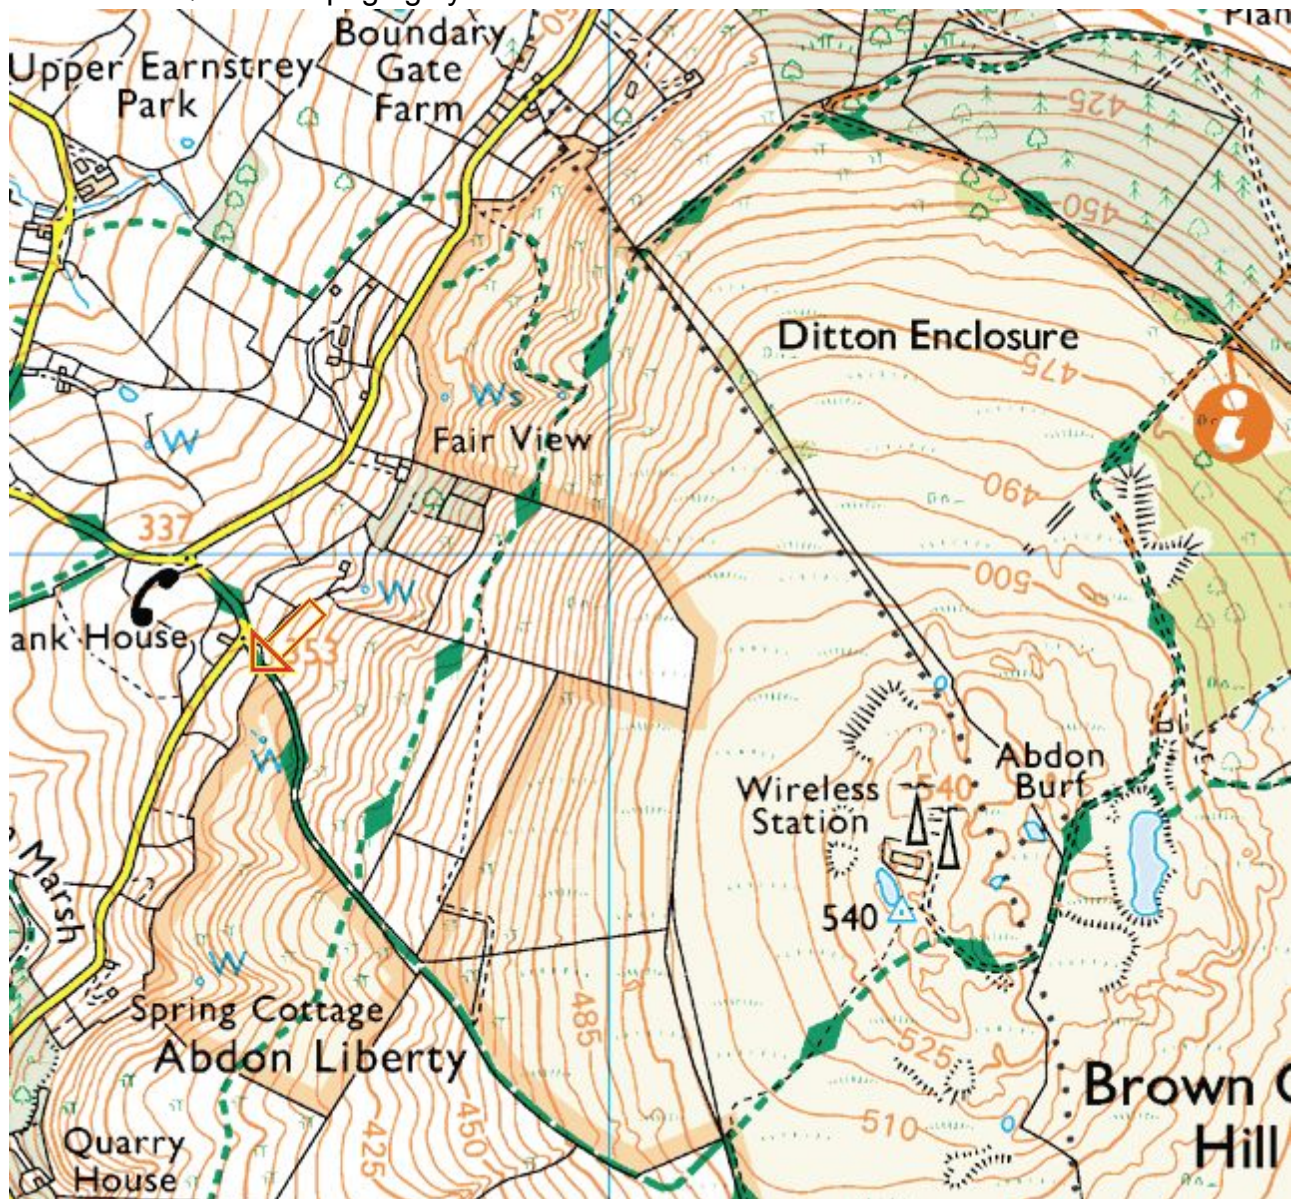 Boundary
Gate
Farm
Upper Earnstrey
Park
425
450
Ditton Enclosure
475
Ws
i
Fair View
W
490
337
500
W
ank House
353
W
Abdon
Burf
Wireless
Station
540
Marsh
540
W
Spring Cottage
485
525
Abdon Liberty
Brown
Hill
450
510
425
Quarry
House